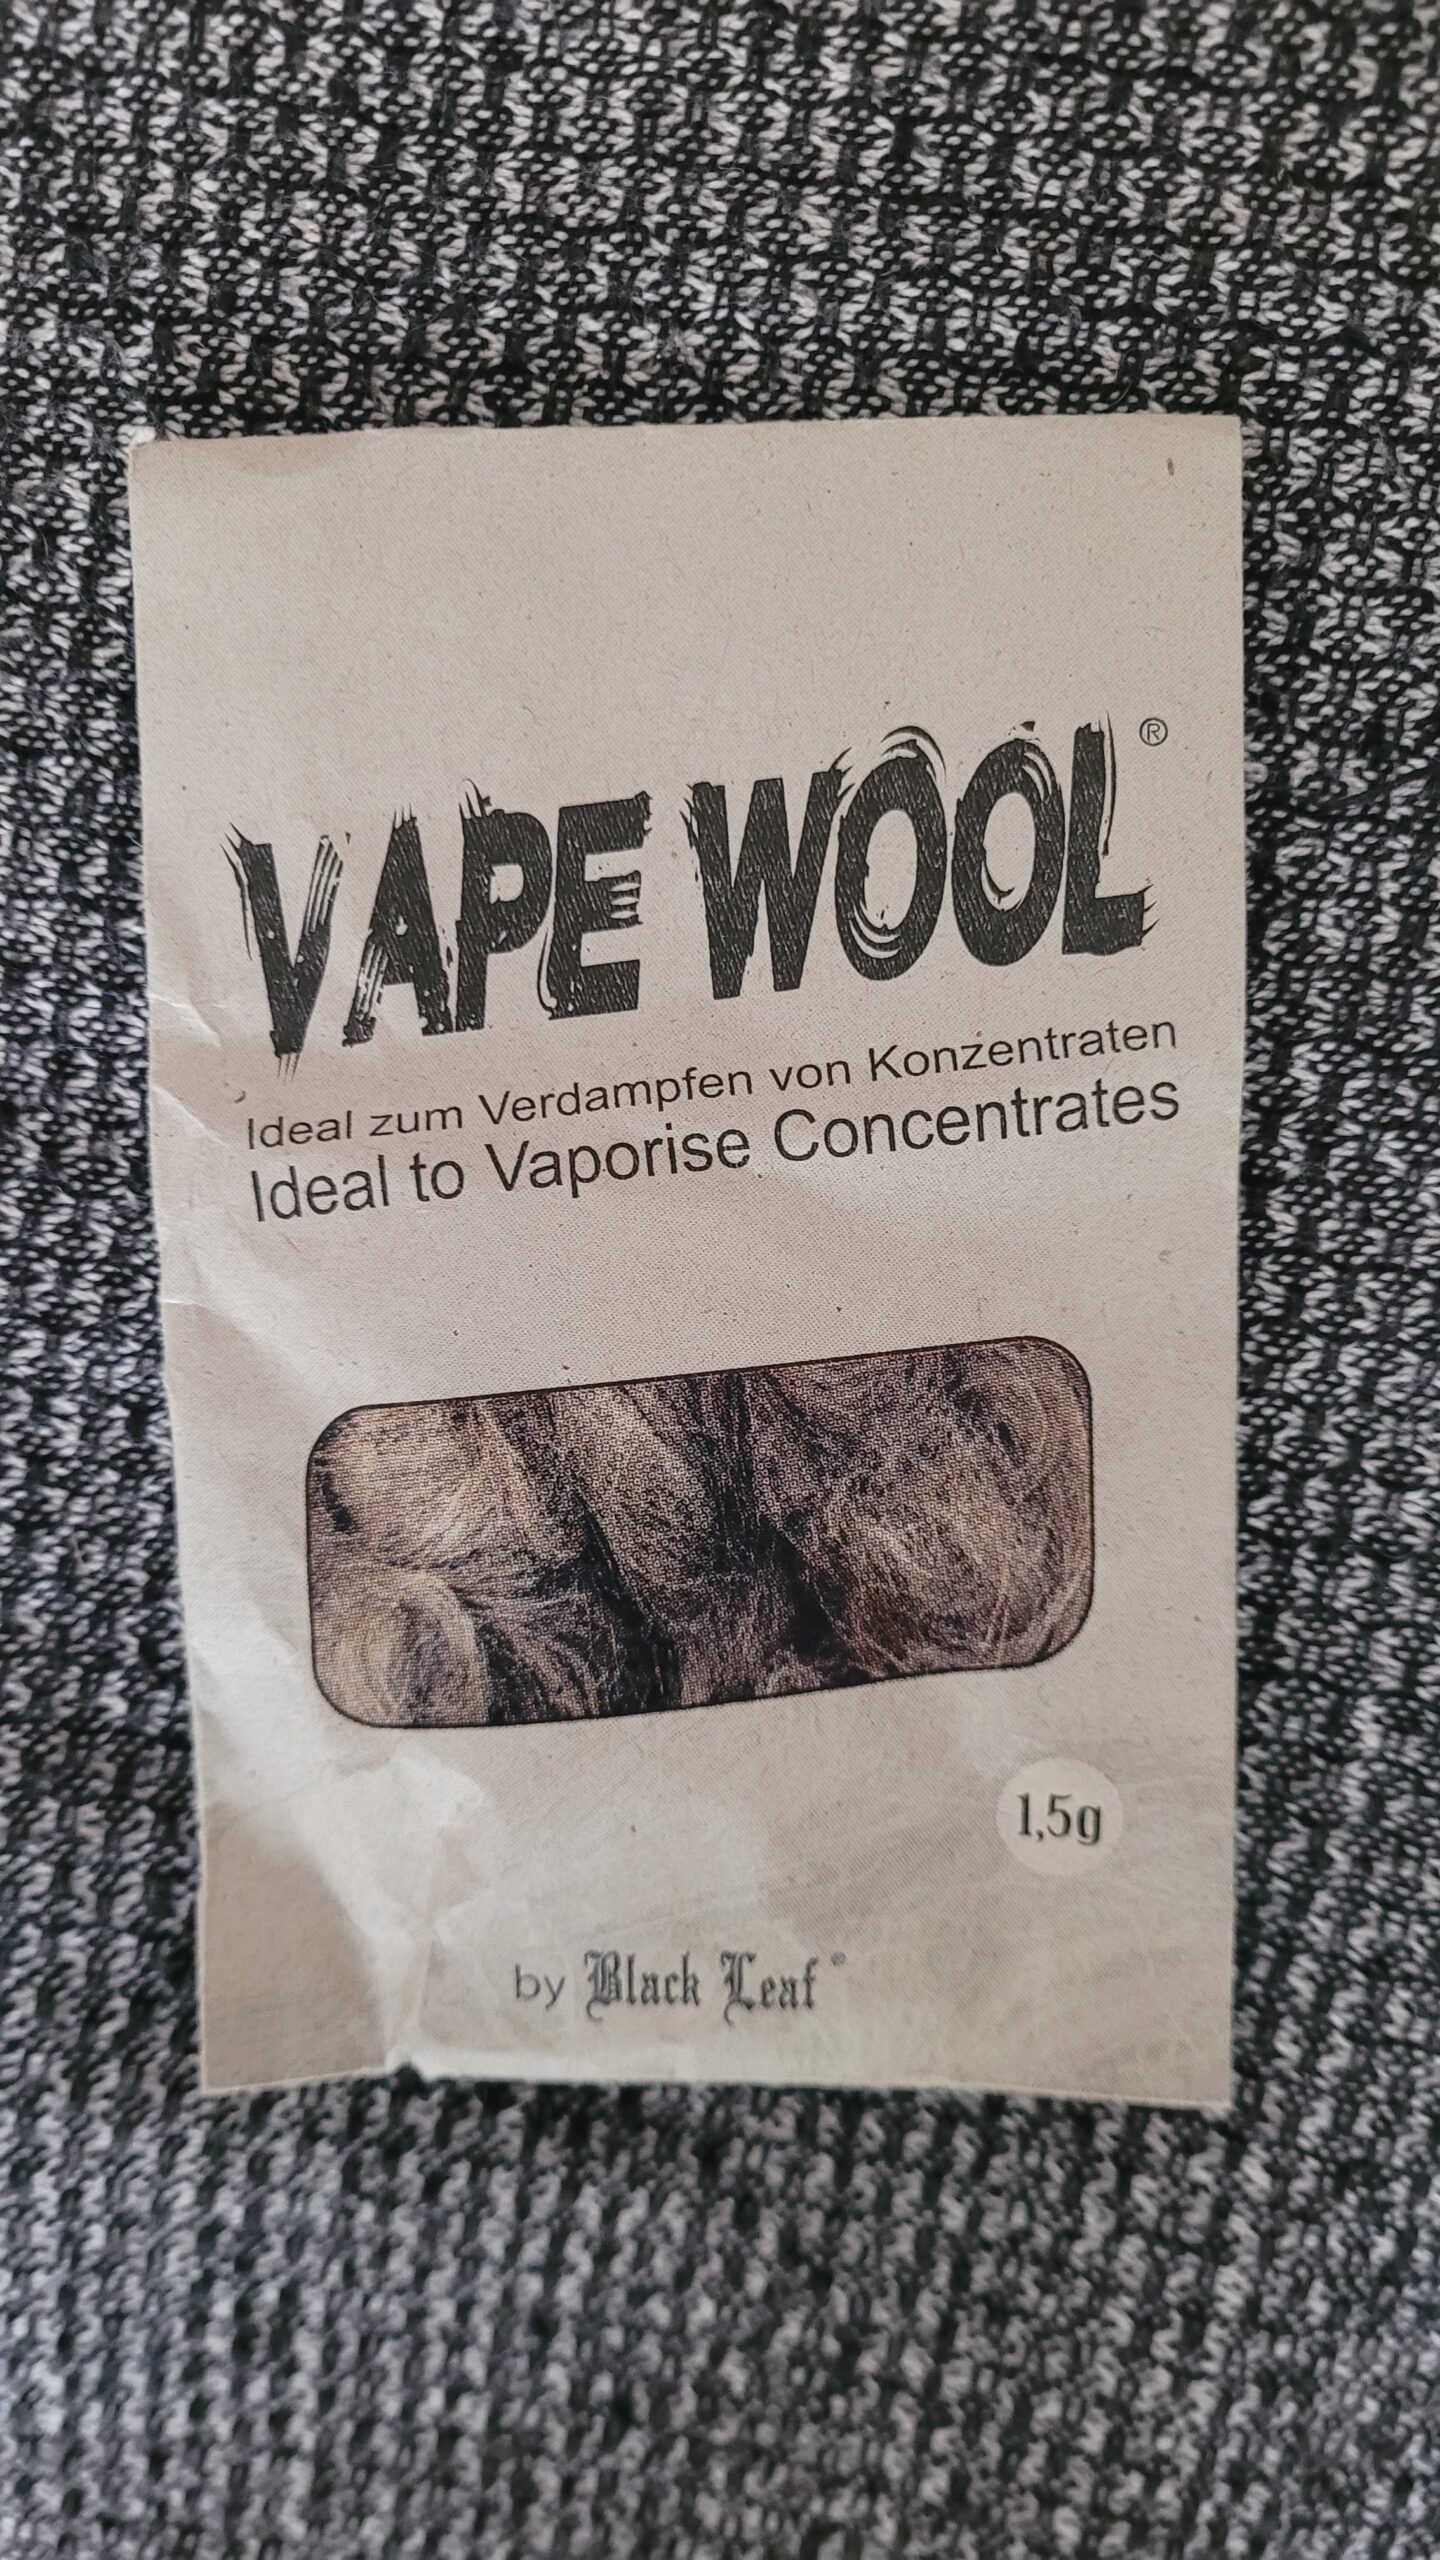 VAPE WOOL ®
Ideal zum Verdampfen von Konzentraten
Ideal to Vaporise Concentrates
1,5g
by Black Leaf ®